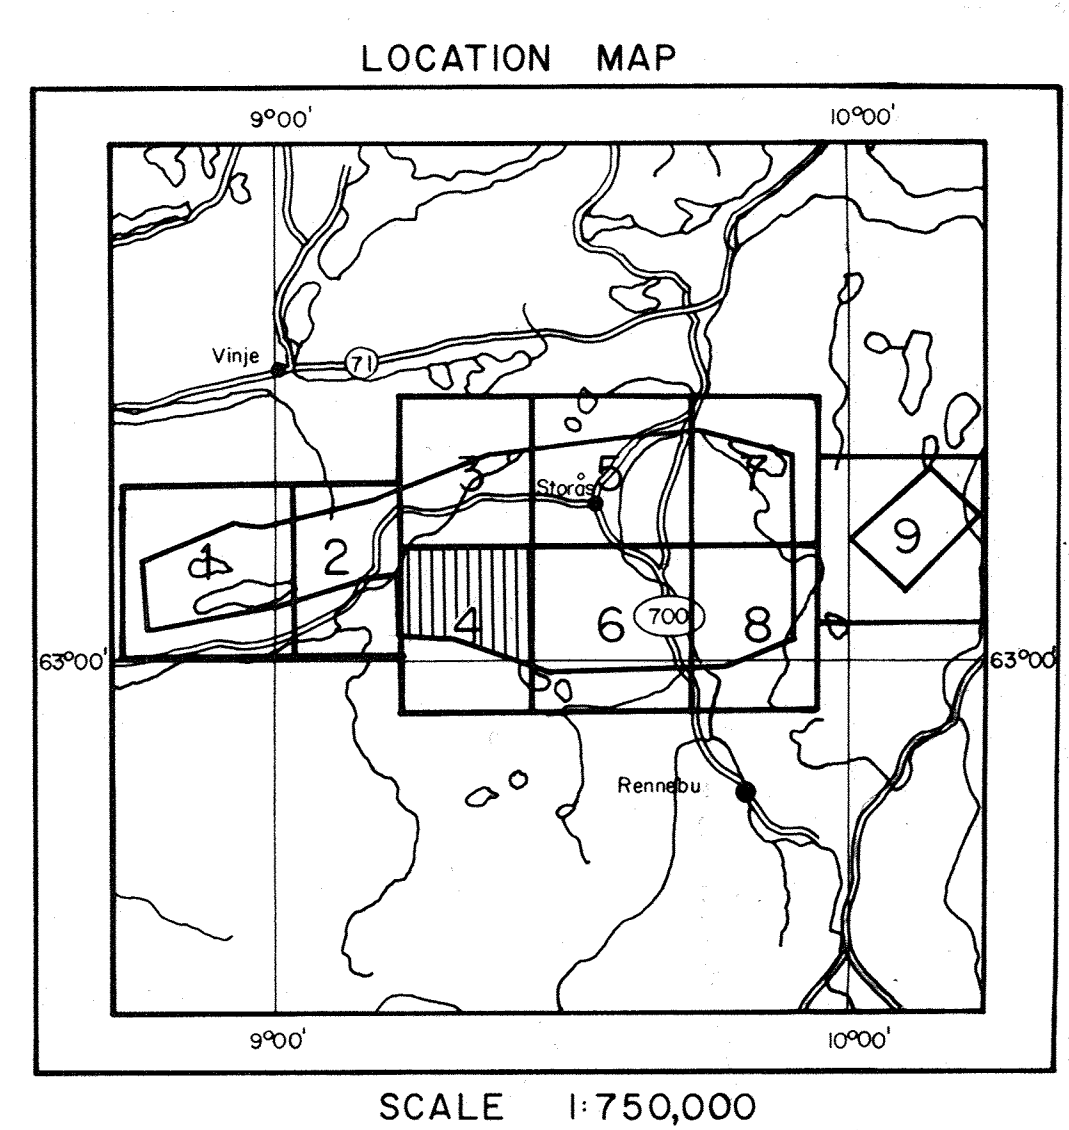 LOCATION MAP
9°00' 10°00'
Vinje 71
3 5 7
Storås
1 2 9
4 6 700 8
63°00' 63°00'
Rennebu
9°00' 10°00'
SCALE 1:750,000